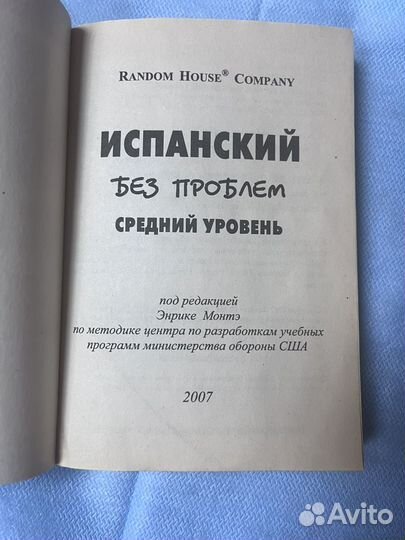 RANDOM HOUSE® COMPANY
ИСПАНСКИЙ
БЕЗ ПРОБЛЕМ
СРЕДНИЙ УРОВЕНЬ
под редакцией
Энрике Монтэ
по методике центра по разработкам учебных
программ министерства обороны США
2007
Avito